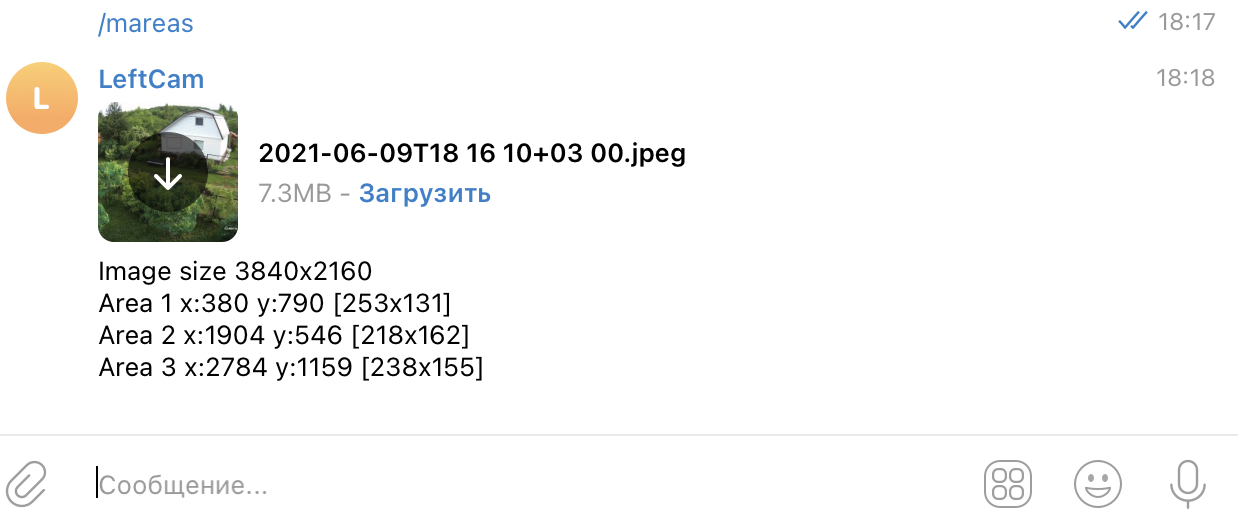 /mareas
18:17
L
LeftCam
18:18
2021-06-09T18 16 10+03 00.jpeg
7.3MB - Загрузить
Image size 3840x2160
Area 1 x:380 y:790 [253x131]
Area 2 x:1904 y:546 [218x162]
Area 3 x:2784 y:1159 [238x155]
Сообщение...